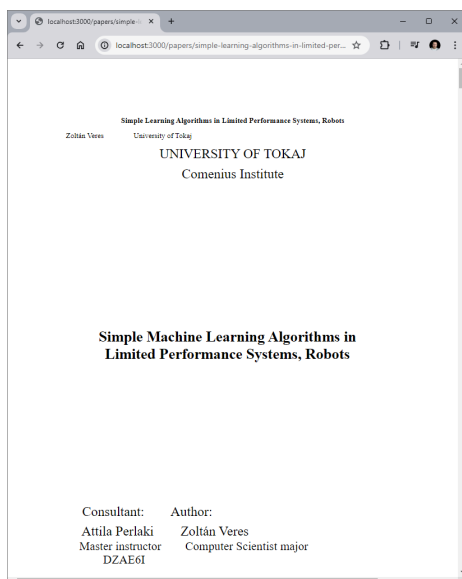 localhost:3000/papers/simple-l
localhost:3000/papers/simple-learning-algorithms-in-limited-per...
Simple Learning Algorithms in Limited Performance Systems, Robots
Zoltán Veres University of Tokaj
UNIVERSITY OF TOKAJ
Comenius Institute
Simple Machine Learning Algorithms in
Limited Performance Systems, Robots
Consultant: Author:
Attila Perlaki Zoltán Veres
Master instructor Computer Scientist major
DZAE6I